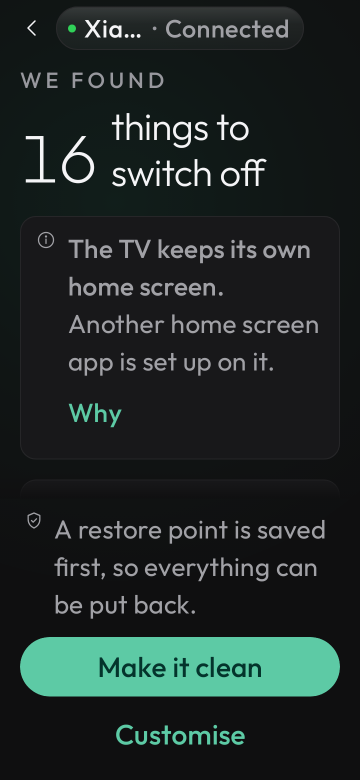 Xia... · Connected
WE FOUND
16 things to
switch off
The TV keeps its own
home screen.
Another home screen
app is set up on it.
Why
A restore point is saved
first, so everything can
be put back.
Make it clean
Customise